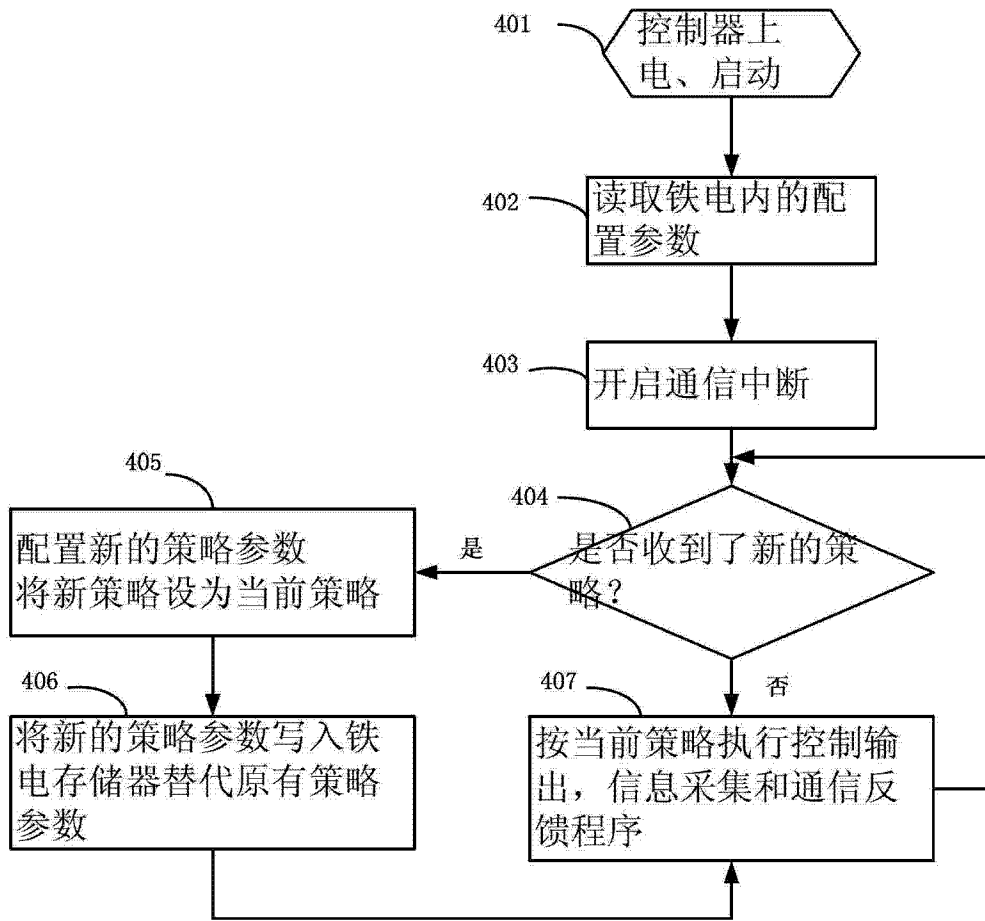 401
控制器上
电、启动
402
读取铁电内的配
置参数
403
开启通信中断
404
是否收到了新的策
略?
是
405
配置新的策略参数
将新策略设为当前策略
406
将新的策略参数写入铁
电存储器替代原有策略
参数
否
407
按当前策略执行控制输
出，信息采集和通信反
馈程序